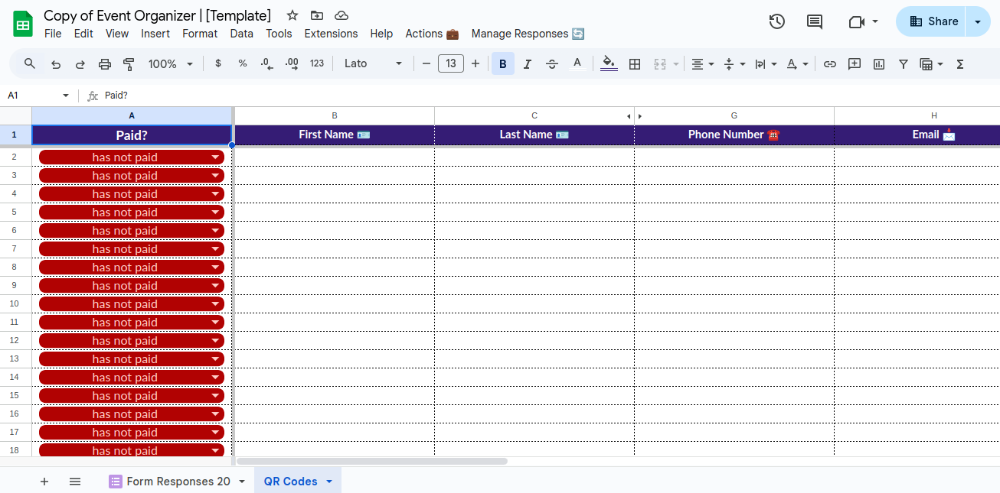 Copy of Event Organizer | [Template]
File Edit View Insert Format Data Tools Extensions Help Actions 💼 Manage Responses 🔄
Share
100% $ % .0 .00 123 Lato 13 B I S A A Σ
A1 fx Paid?
A B C G H
1 Paid? First Name 🪪 Last Name 🪪 Phone Number ☎️ Email 📩
2 has not paid
3 has not paid
4 has not paid
5 has not paid
6 has not paid
7 has not paid
8 has not paid
9 has not paid
10 has not paid
11 has not paid
12 has not paid
13 has not paid
14 has not paid
15 has not paid
16 has not paid
17 has not paid
18 has not paid
Form Responses 20 QR Codes